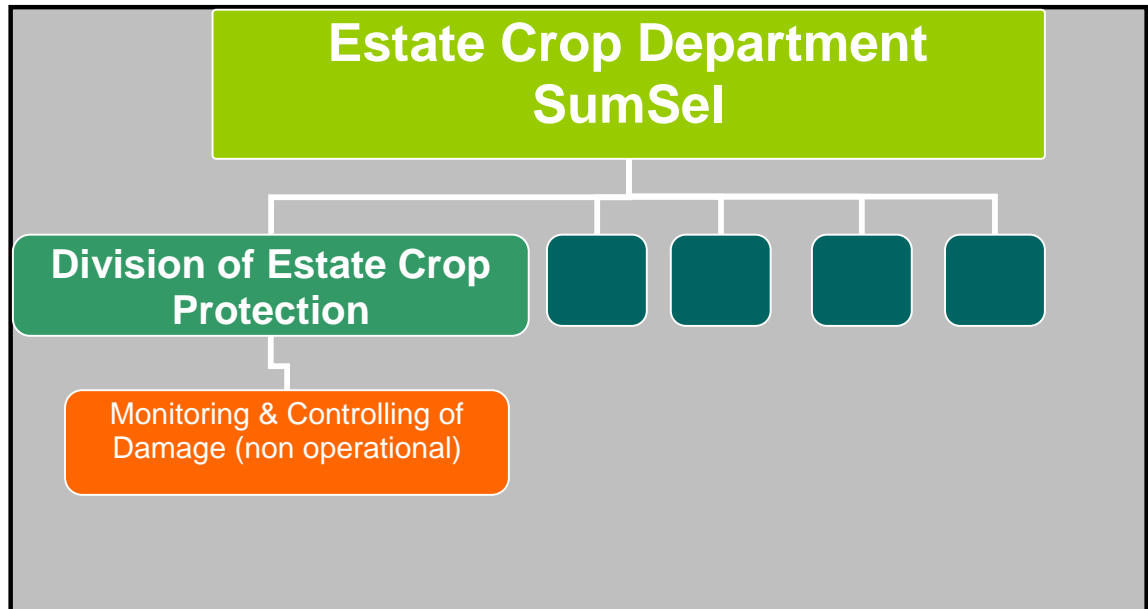 Estate Crop Department
SumSel
Division of Estate Crop
Protection
Monitoring & Controlling of
Damage (non operational)